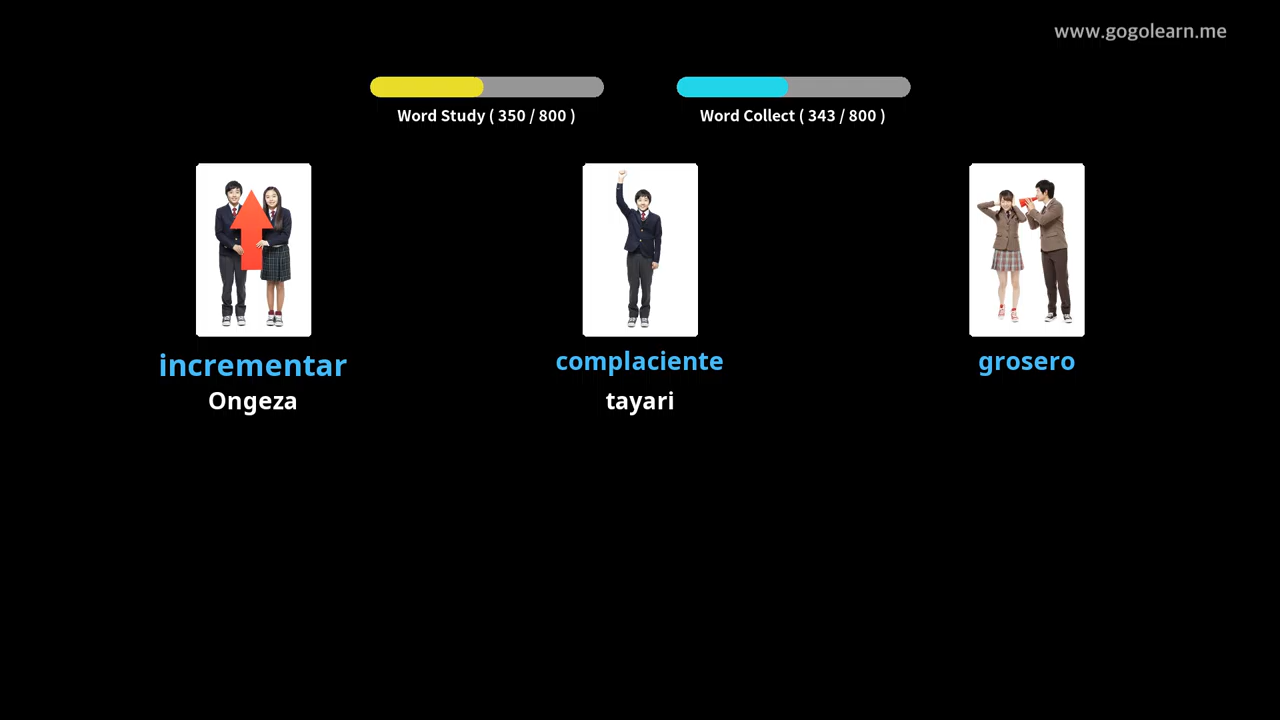 www.gogolearn.me
Word Study ( 350 / 800 )
Word Collect ( 343 / 800 )
incrementar
Ongeza
complaciente
tayari
grosero